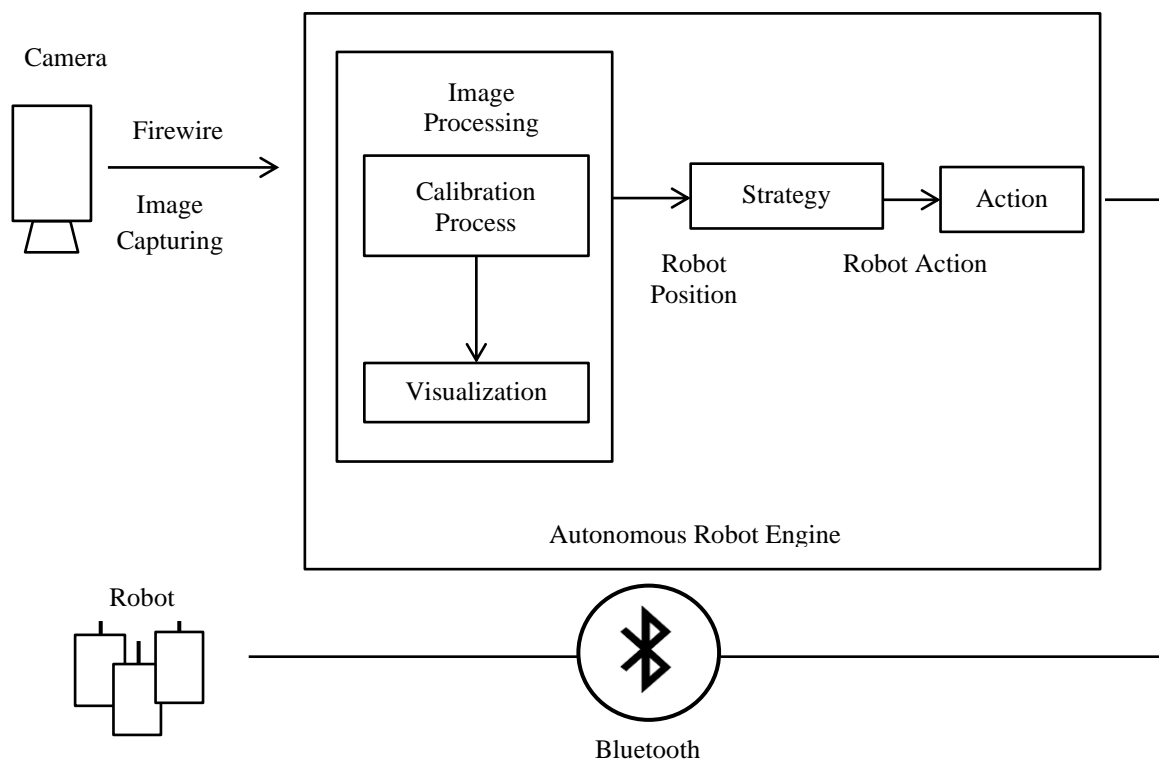 Camera
Firewire
Image
Capturing
Image
Processing
Calibration
Process
Visualization
Strategy
Action
Robot
Position
Robot Action
Autonomous Robot Engine
Robot
Bluetooth